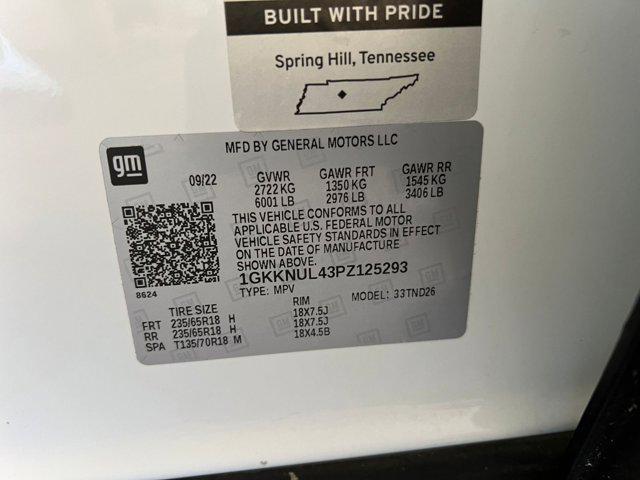 BUILT WITH PRIDE
Spring Hill, Tennessee
gm
MFD BY GENERAL MOTORS LLC
09/22 GVWR GAWR FRT GAWR RR
2722 KG 1350 KG 1545 KG
6001 LB 2976 LB 3406 LB
THIS VEHICLE CONFORMS TO ALL
APPLICABLE U.S. FEDERAL MOTOR
VEHICLE SAFETY STANDARDS IN EFFECT
ON THE DATE OF MANUFACTURE
SHOWN ABOVE.
1GKKNUL43PZ125293
8624
TYPE: MPV MODEL: 33TND26
TIRE SIZE RIM
FRT 235/65R18 H 18X7.5J
RR 235/65R18 H 18X7.5J
SPA T135/70R18 M 18X4.5B